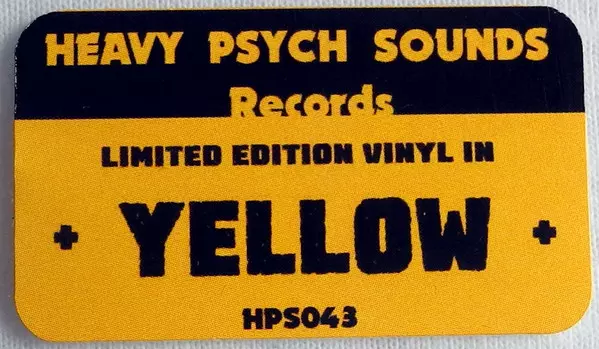 HEAVY PSYCH SOUNDS
Records
LIMITED EDITION VINYL IN
+ YELLOW +
HPS043